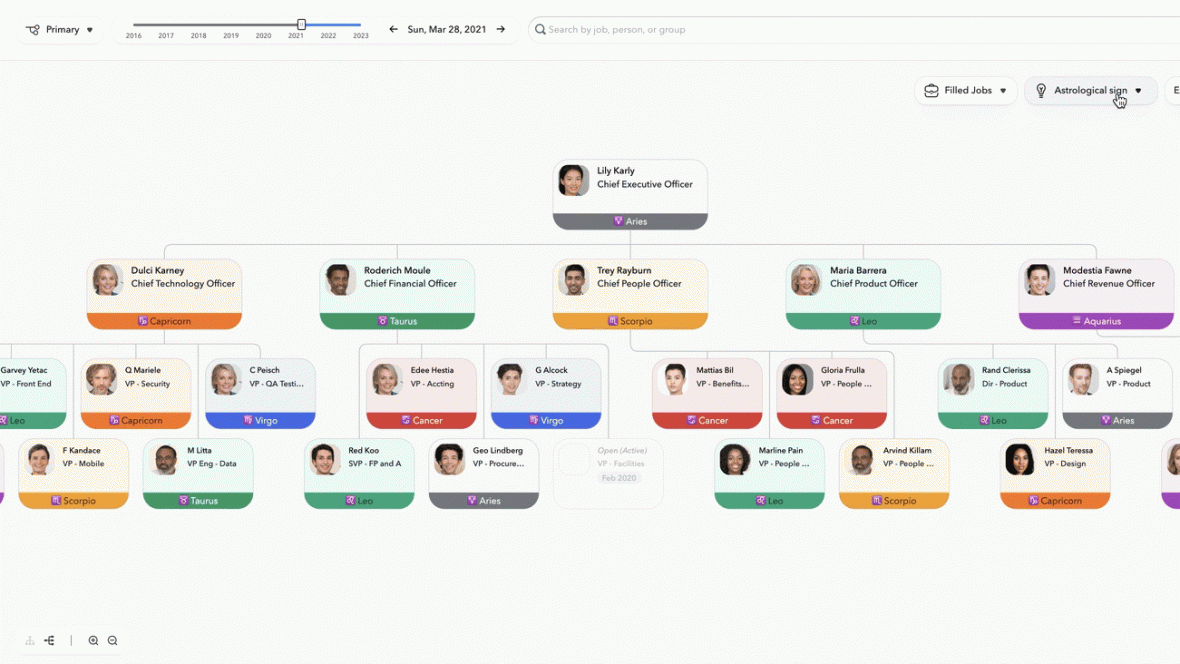 Primary
2016 2017 2018 2019 2020 2021 2022 2023
Sun, Mar 28, 2021
Search by job, person, or group
Filled Jobs
Astrological sign
E
Lily Karly
Chief Executive Officer
Aries
Dulci Karney
Chief Technology Officer
Capricorn
Roderich Moule
Chief Financial Officer
Taurus
Trey Rayburn
Chief People Officer
Scorpio
Maria Barrera
Chief Product Officer
Leo
Modestia Fawne
Chief Revenue Officer
Aquarius
Garvey Yetac
VP - Front End
Leo
Q Mariele
VP - Security
Capricorn
C Peisch
VP - QA Testi...
Virgo
Edee Hestia
VP - Accting
Cancer
G Alcock
VP - Strategy
Virgo
Mattias Bil
VP - Benefits...
Cancer
Gloria Frulla
VP - People ...
Cancer
Rand Clerissa
Dir - Product
Leo
A Spiegel
VP - Product
Aries
F Kandace
VP - Mobile
Scorpio
M Litta
VP Eng - Data
Taurus
Red Koo
SVP - FP and A
Leo
Geo Lindberg
VP - Procure...
Aries
Open (Active)
VP - Facilities
Feb 2020
Marline Pain
VP - People ...
Leo
Arvind Killam
VP - People ...
Scorpio
Hazel Teressa
VP - Design
Capricorn